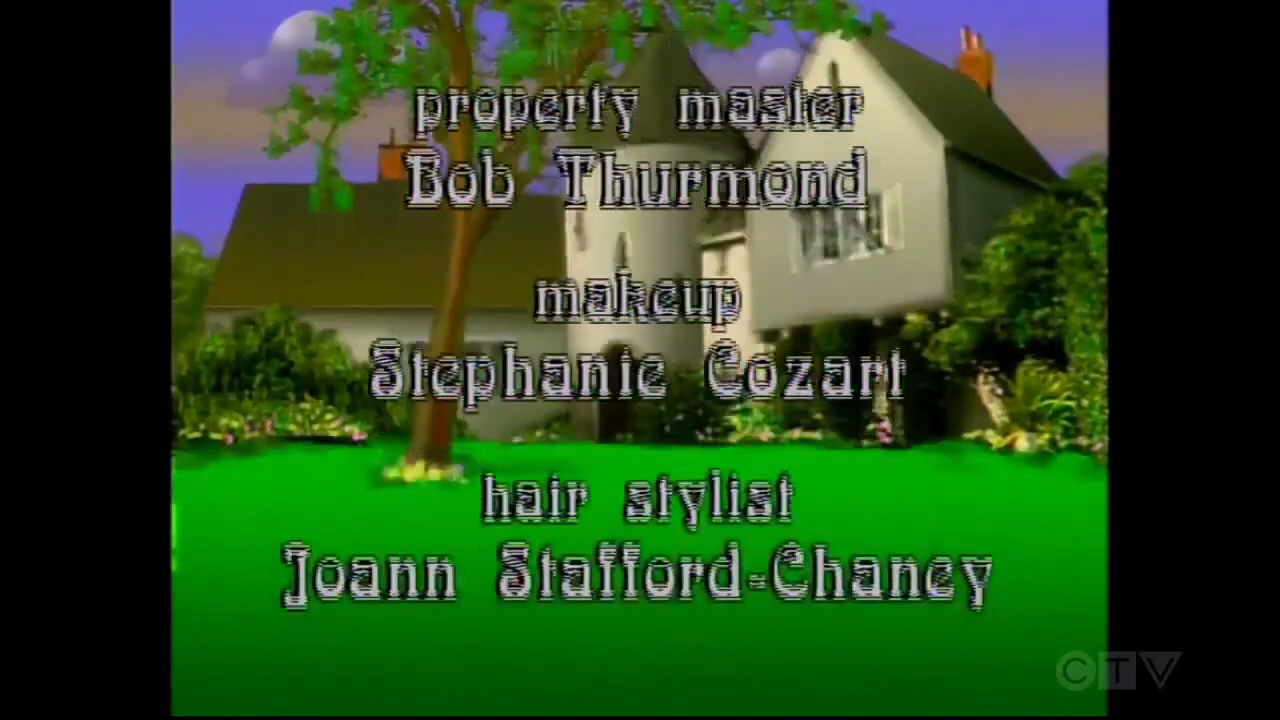 property master
Bob Thurmond
makeup
Stephanie Cozart
hair stylist
Joann Stafford-Chaney
CTV